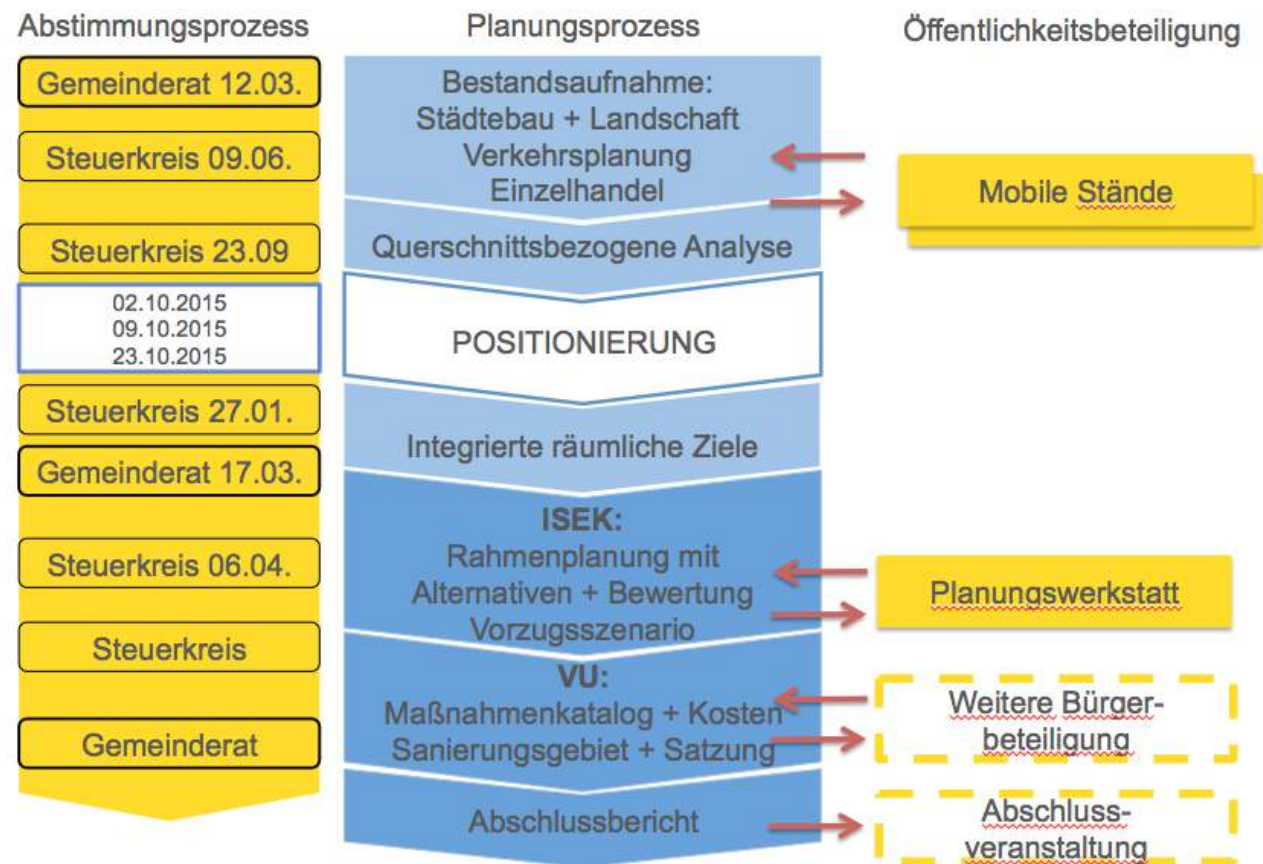 Abstimmungsprozess
Gemeinderat 12.03.
Steuerkreis 09.06.
Steuerkreis 23.09
02.10.2015
09.10.2015
23.10.2015
Steuerkreis 27.01.
Gemeinderat 17.03.
Steuerkreis 06.04.
Steuerkreis
Gemeinderat
Planungsprozess
Bestandsaufnahme:
Städtebau + Landschaft
Verkehrsplanung
Einzelhandel
Querschnittsbezogene Analyse
POSITIONIERUNG
Integrierte räumliche Ziele
ISEK:
Rahmenplanung mit
Alternativen + Bewertung
Vorzugsszenario
VU:
Maßnahmenkatalog + Kosten
Sanierungsgebiet + Satzung
Abschlussbericht
Öffentlichkeitsbeteiligung
Mobile Stände
Planungswerkstatt
Weitere Bürger-
beteiligung
Abschluss-
veranstaltung